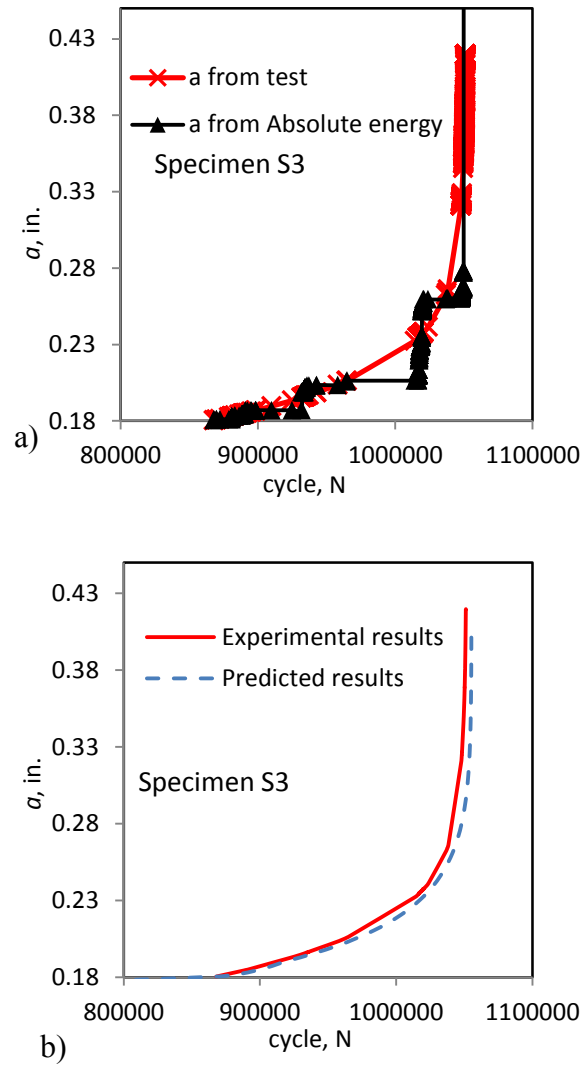 0.43
a from test
0.38
a from Absolute energy
Specimen S3
0.33
a, in.
0.28
0.23
0.18
a)
800000 900000 1000000 1100000
cycle, N
0.43
Experimental results
0.38
Predicted results
0.33
a, in.
Specimen S3
0.28
0.23
0.18
800000 900000 1000000 1100000
b)
cycle, N